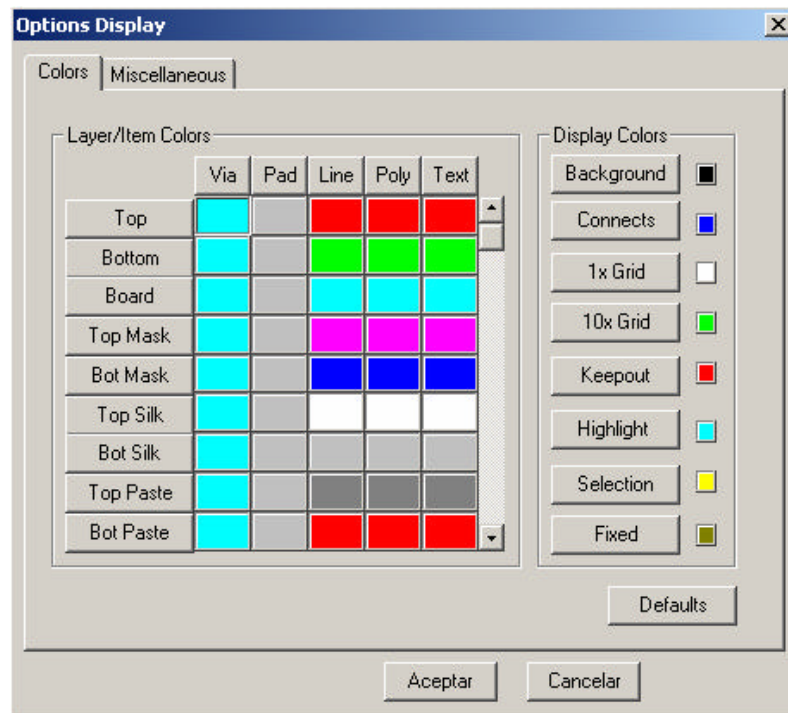 Options Display
Colors
Miscellaneous
Layer/Item Colors
Via Pad Line Poly Text
Top
Bottom
Board
Top Mask
Bot Mask
Top Silk
Bot Silk
Top Paste
Bot Paste
Display Colors
Background
Connects
1x Grid
10x Grid
Keepout
Highlight
Selection
Fixed
Defaults
Aceptar
Cancelar